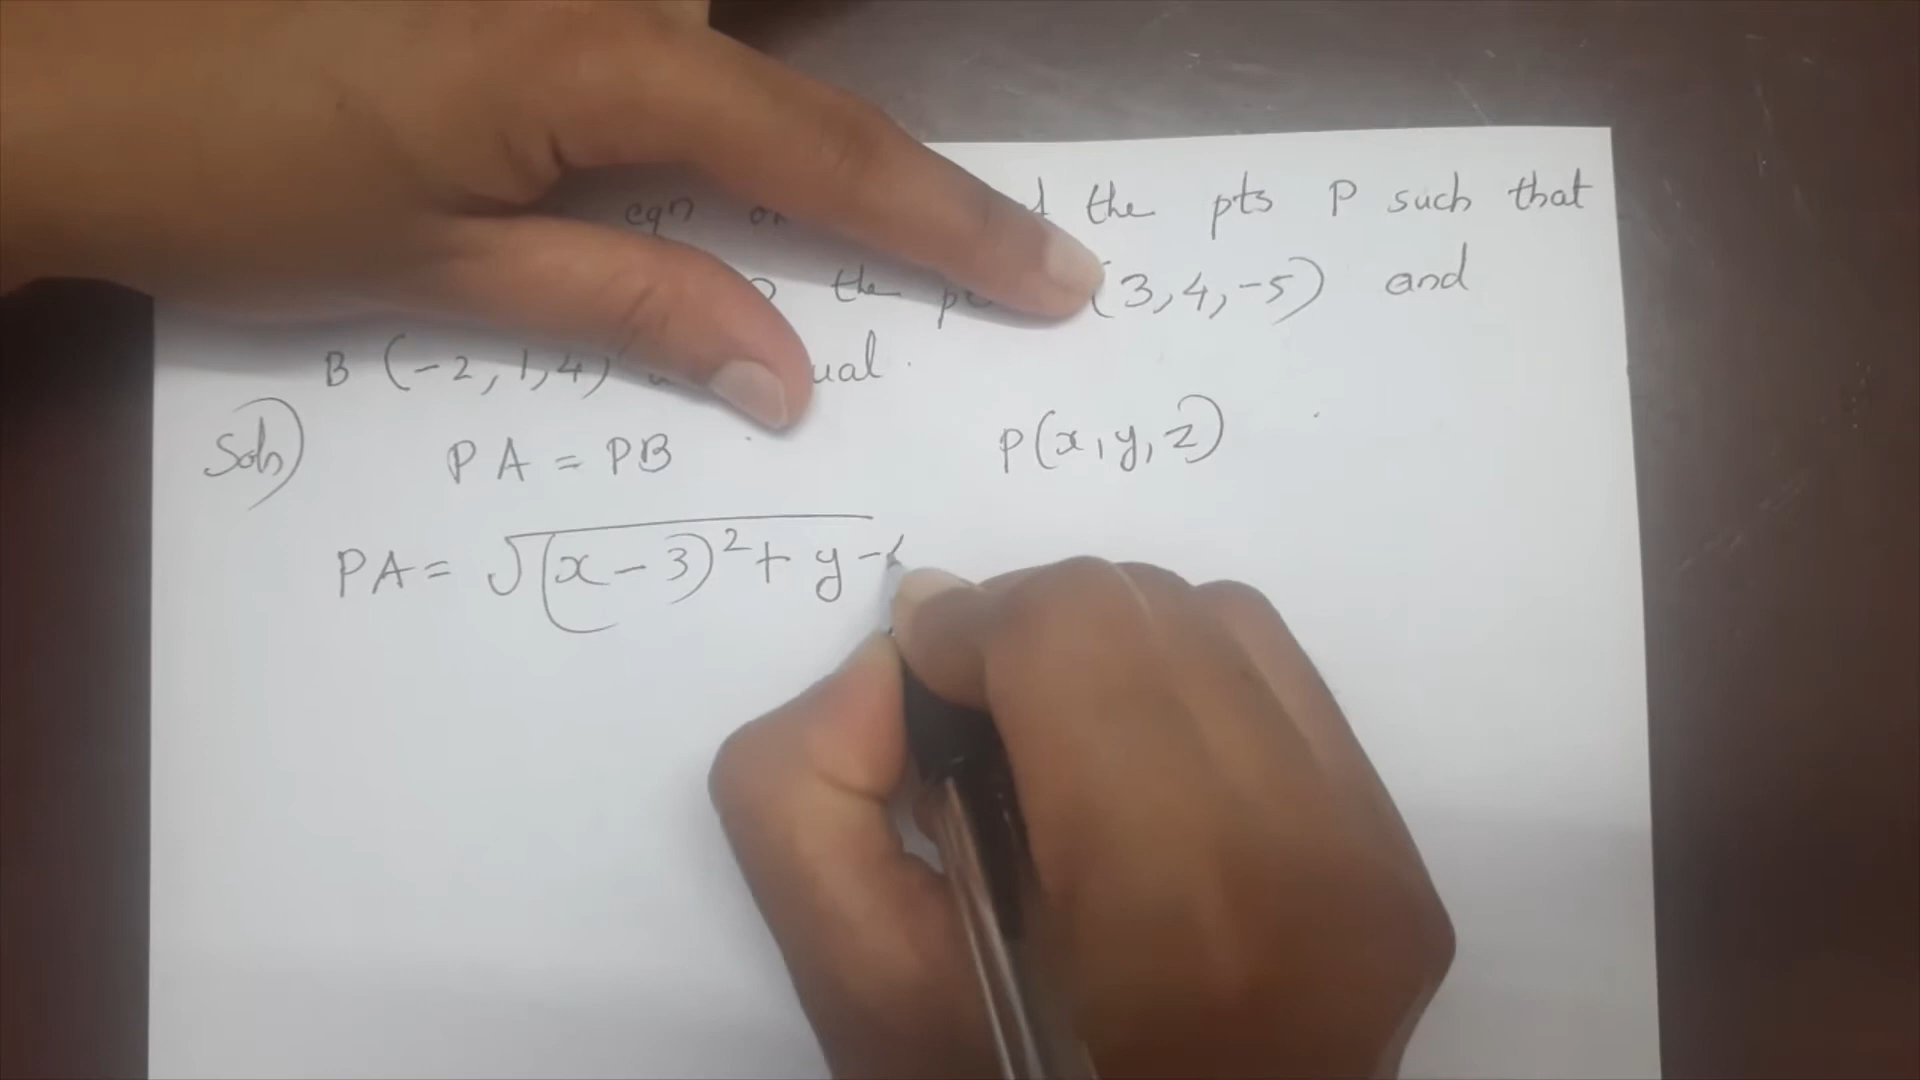 eqn the pts P such that
the (3,4,-5) and
B (-2,1,4)
Soln) PA = PB P(x,y,z)
PA = √(x-3)²+ y-